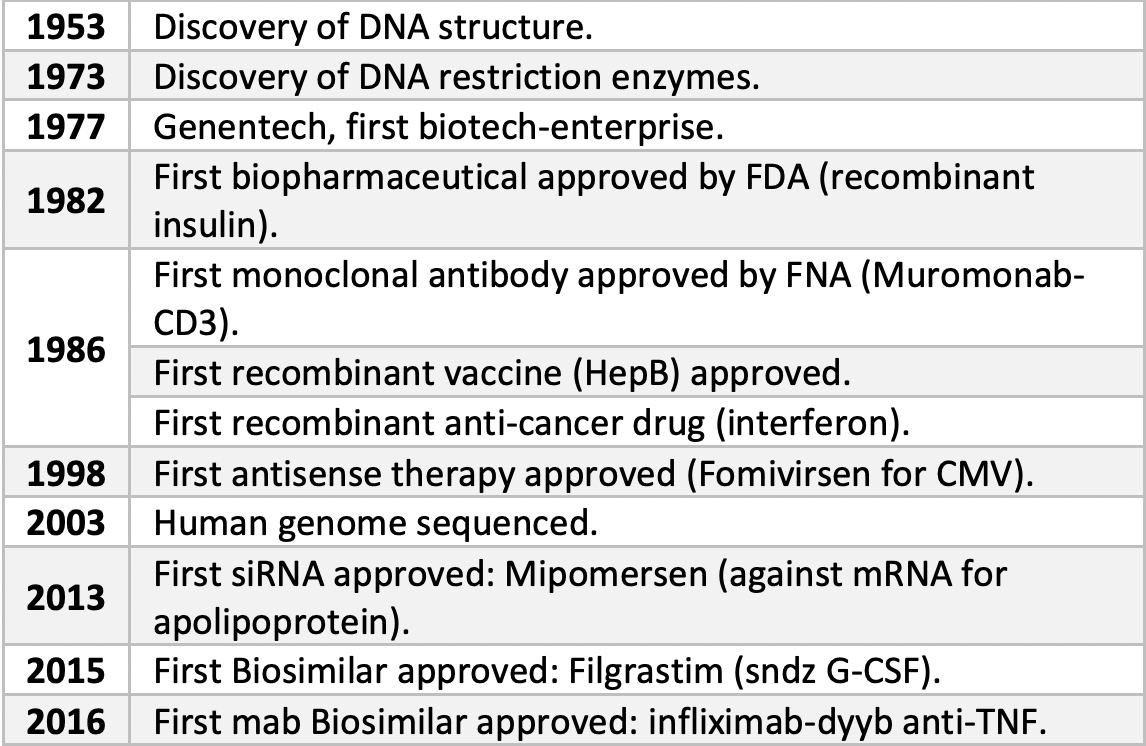 1953 Discovery of DNA structure.
1973 Discovery of DNA restriction enzymes.
1977 Genentech, first biotech-enterprise.
1982 First biopharmaceutical approved by FDA (recombinant
insulin).
1986 First monoclonal antibody approved by FNA (Muromonab-
CD3).
First recombinant vaccine (HepB) approved.
First recombinant anti-cancer drug (interferon).
1998 First antisense therapy approved (Fomivirsen for CMV).
2003 Human genome sequenced.
2013 First siRNA approved: Mipomersen (against mRNA for
apolipoprotein).
2015 First Biosimilar approved: Filgrastim (sndz G-CSF).
2016 First mab Biosimilar approved: infliximab-dyyb anti-TNF.